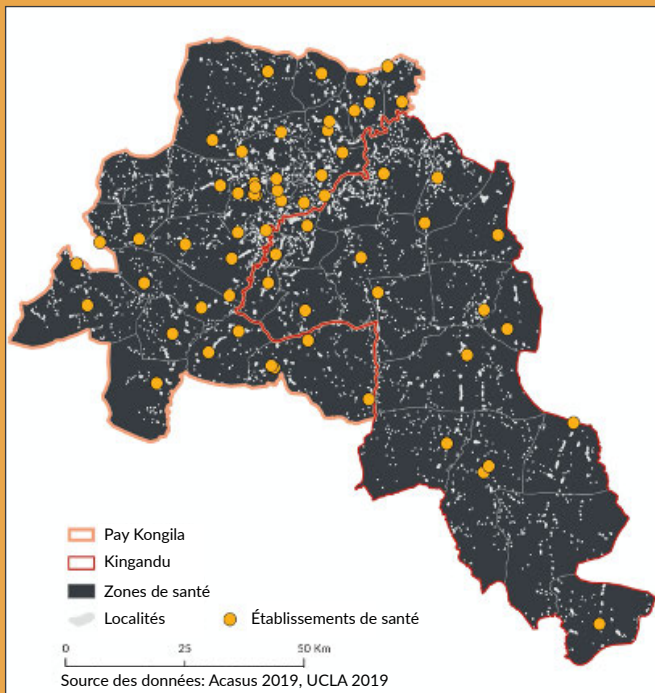 Pay Kongila
Kingandu
Zones de santé
Localités
Établissements de santé
0 25 50 Km
Source des données: Acasus 2019, UCLA 2019